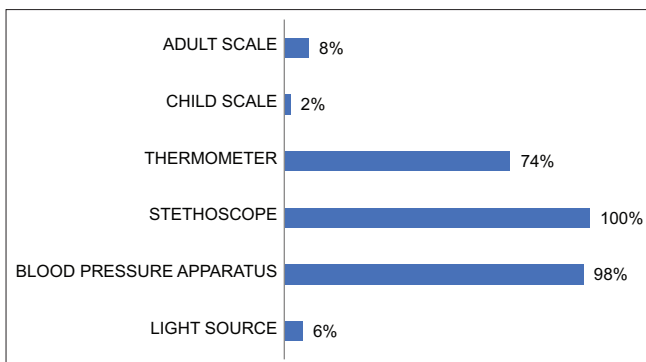 ADULT SCALE 8%
CHILD SCALE 2%
THERMOMETER 74%
STETHOSCOPE 100%
BLOOD PRESSURE APPARATUS 98%
LIGHT SOURCE 6%